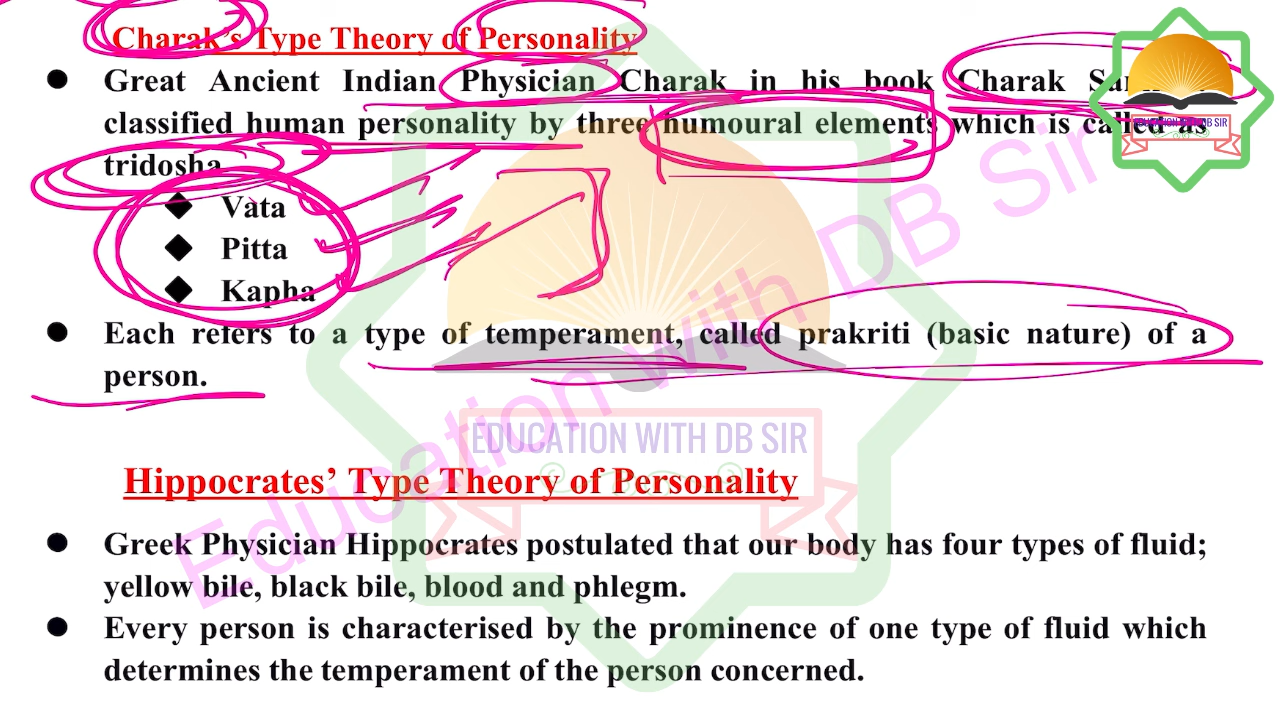 Charak's Type Theory of Personality
● Great Ancient Indian Physician Charak in his book Charak
classified human personality by three humoural elements which is called as
tridosha
◆ Vata
◆ Pitta
◆ Kapha
● Each refers to a type of temperament, called prakriti (basic nature) of a
person.
EDUCATION WITH DB SIR
Education with DB Sir
EDUCATION WITH DB SIR
Hippocrates' Type Theory of Personality
● Greek Physician Hippocrates postulated that our body has four types of fluid;
yellow bile, black bile, blood and phlegm.
● Every person is characterised by the prominence of one type of fluid which
determines the temperament of the person concerned.